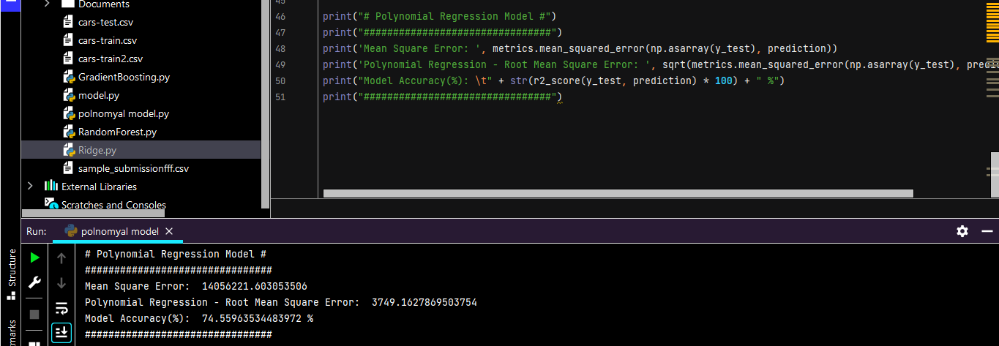 Documents
cars-test.csv
cars-train.csv
cars-train2.csv
GradientBoosting.py
model.py
polnomyal model.py
RandomForest.py
Ridge.py
sample_submissionfff.csv
External Libraries
Scratches and Consoles
46 print("# Polynomial Regression Model #")
47 print("################################")
48 print('Mean Square Error: ', metrics.mean_squared_error(np.asarray(y_test), prediction))
49 print('Polynomial Regression - Root Mean Square Error: ', sqrt(metrics.mean_squared_error(np.asarray(y_test),
50 print("Model Accuracy(%): \t" + str(r2_score(y_test, prediction) * 100) + " %")
51 print("################################")
Run: polnomyal model
Structure
# Polynomial Regression Model #
################################
Mean Square Error:  14056221.603053506
Polynomial Regression - Root Mean Square Error:  3749.1627869503754
Model Accuracy(%):  74.55963534483972 %
################################